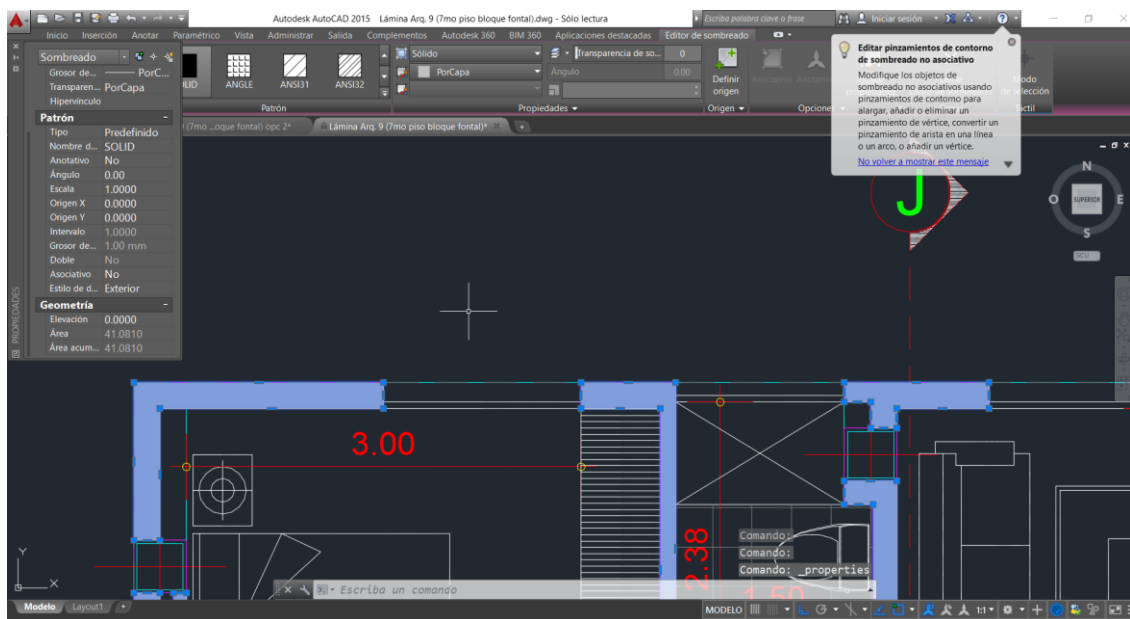 Autodesk AutoCAD 2015 Lámina Arq. 9 (7mo piso bloque fontal).dwg - Sólo lectura
Escriba palabra clave o frase
Iniciar sesión
Inicio Inserción Anotar Paramétrico Vista Administrar Salida Complementos Autodesk 360 BIM 360 Aplicaciones destacadas Editor de sombreado
Sombreado
Grosor de... PorC...
Transparen... PorCapa
Hipervínculo
ANGLE ANSI31 ANSI32
Patrón
Sólido
PorCapa
Transparencia de so... 0
Ángulo 0.00
Propiedades
Definir
origen
Origen
Editar pinzamientos de contorno
de sombreado no asociativo
Modifique los objetos de
sombreado no asociativos usando
pinzamientos de contorno para
alargar, añadir o eliminar un
pinzamiento de vértice, convertir un
pinzamiento de arista en una línea
o un arco, o añadir un vértice.
No volver a mostrar este mensaje
Modo
Patrón
Tipo Predefinido
Nombre d... SOLID
Anotativo No
Ángulo 0.00
Escala 1.0000
Origen X 0.0000
Origen Y 0.0000
Intervalo 1.0000
Grosor de... 1.00 mm
Doble No
Asociativo No
Estilo de d... Exterior
Geometría
Elevación 0.0000
Área 41.0810
Área acum... 41.0810
PROPIEDADES
(7mo ...oque fontal) opc 2*
Lámina Arq. 9 (7mo piso bloque fontal)*
J
N
O SUPERIOR E
S
SCU
3.00
2.38
1.50
Comando:
Comando:
Comando: _properties
Escriba un comando
Y
X
Modelo Layout1 +
MODELO
1:1